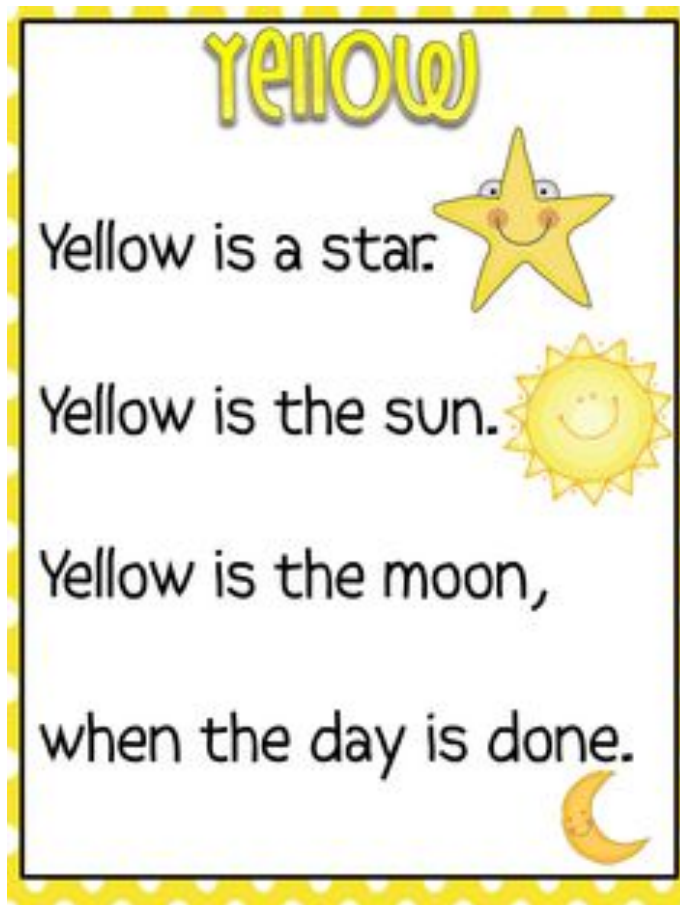 Yellow
Yellow is a star.
Yellow is the sun.
Yellow is the moon,
when the day is done.